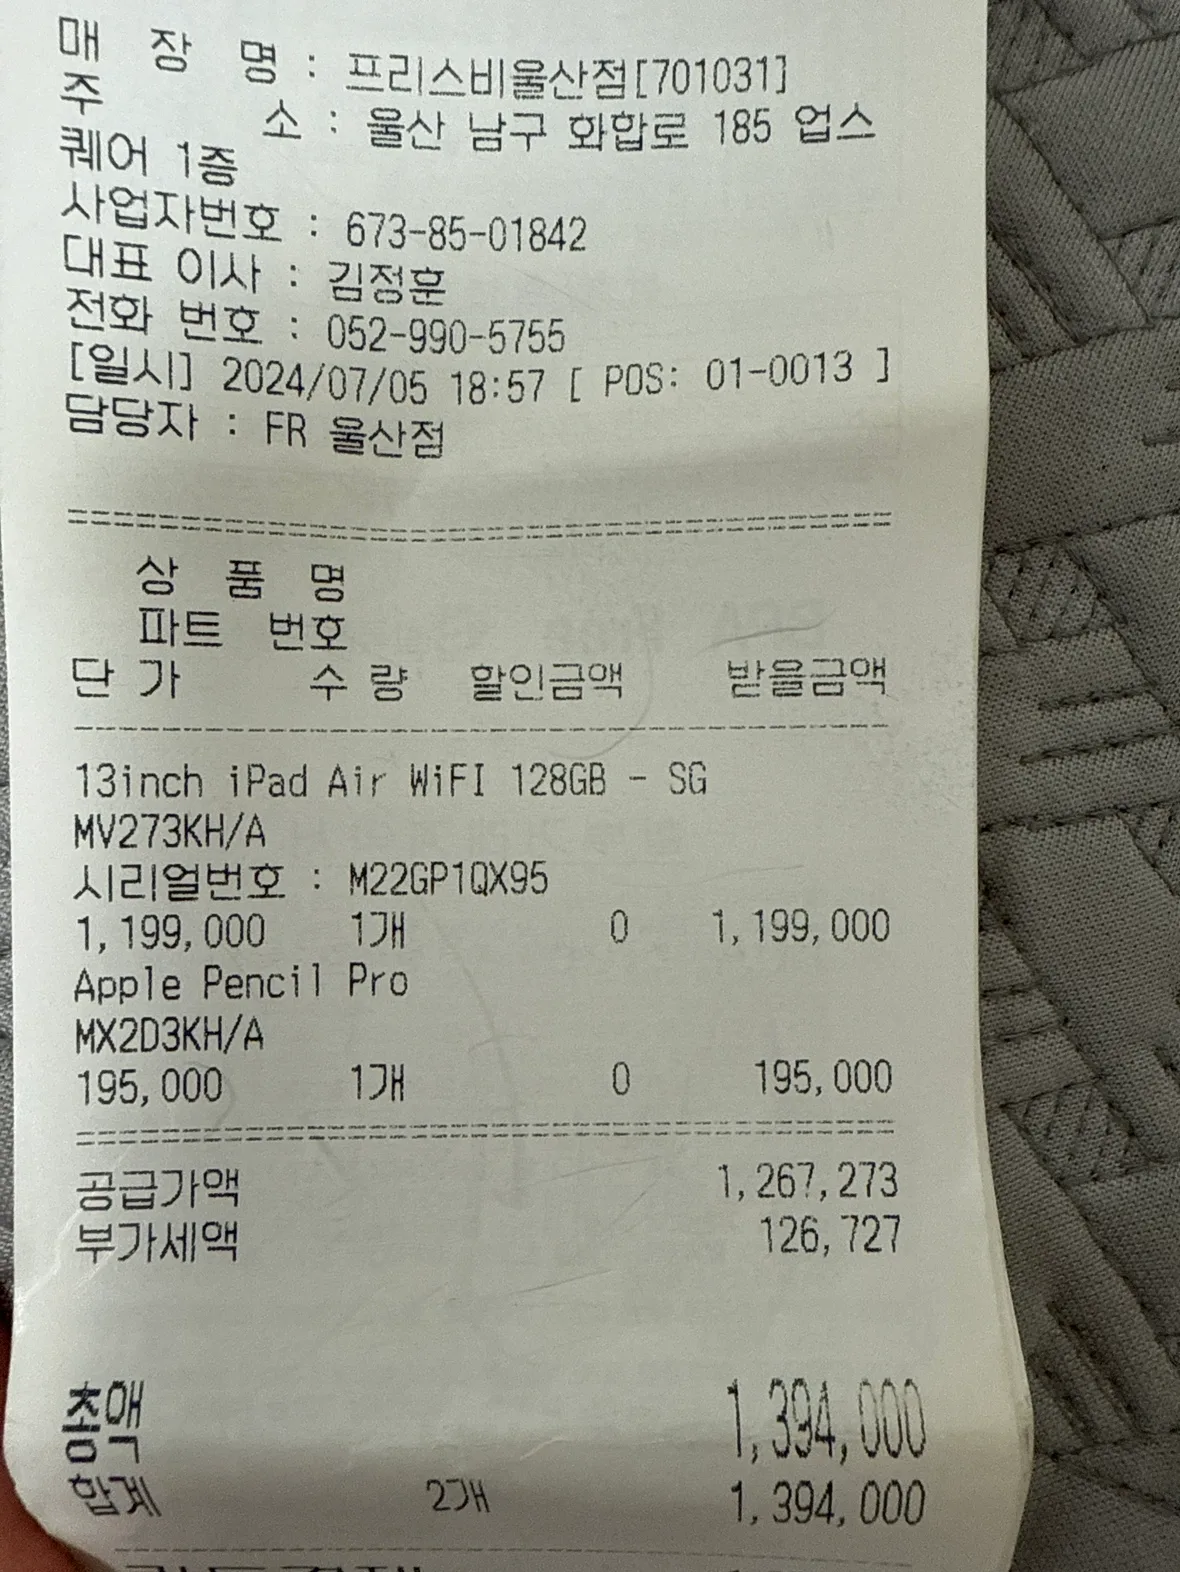 매 장 명 : 프리스비울산점[701031]
주 소 : 울산 남구 화합로 185 업스
퀘어 1층
사업자번호 : 673-85-01842
대표 이사 : 김정훈
전화 번호 : 052-990-5755
[일시] 2024/07/05 18:57 [ POS: 01-0013 ]
담당자 : FR 울산점
상 품 명
파트 번호
단 가 수 량 할인금액 받을금액
13inch iPad Air WiFI 128GB - SG
MV273KH/A
시리얼번호 : M22GP1QX95
1,199,000 1개 0 1,199,000
Apple Pencil Pro
MX2D3KH/A
195,000 1개 0 195,000
공급가액 1,267,273
부가세액 126,727
총액 1,394,000
합계 2개 1,394,000